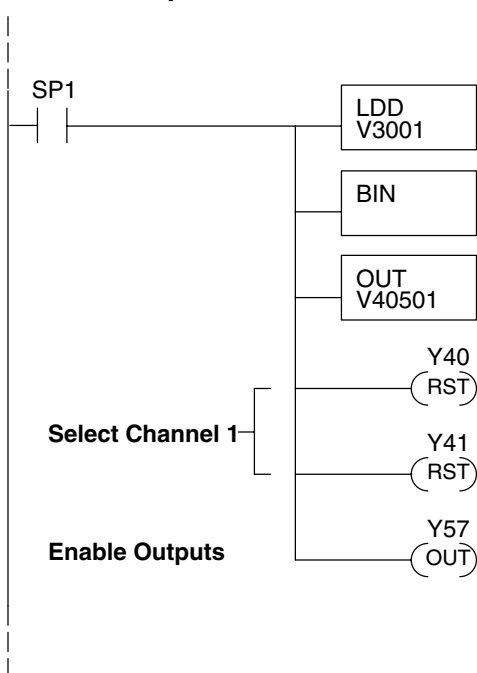 SP1
LDD
V3001
BIN
OUT
V40501
Y40
RST
Select Channel 1
Y41
RST
Y57
Enable Outputs
OUT